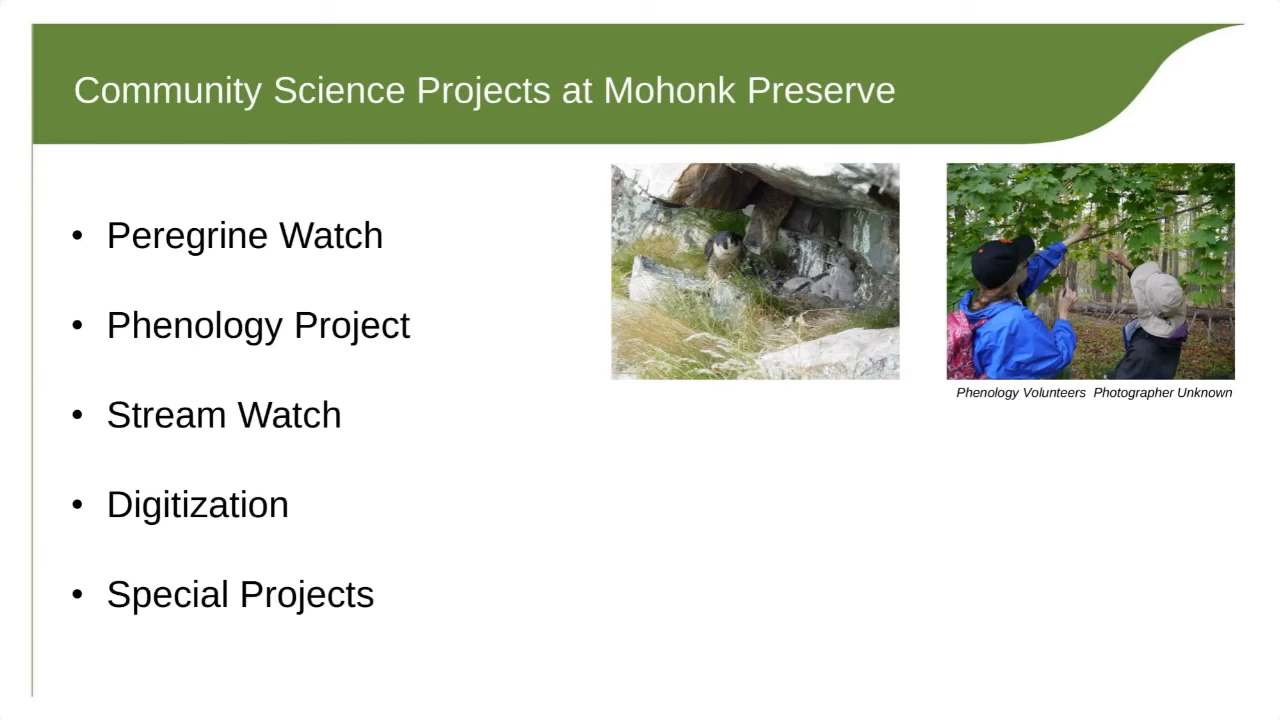 Community Science Projects at Mohonk Preserve
• Peregrine Watch
• Phenology Project
• Stream Watch
• Digitization
• Special Projects
Phenology Volunteers  Photographer Unknown